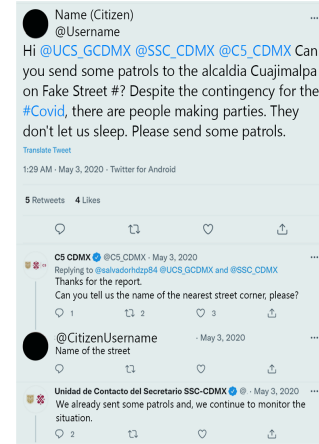 Name (Citizen)
@Username
Hi @UCS_GCDMX @SSC_CDMX @C5_CDMX Can
you send some patrols to the alcaldia Cuajimalpa
on Fake Street #? Despite the contingency for the
#Covid, there are people making parties. They
don't let us sleep. Please send some patrols.
Translate Tweet
1:29 AM · May 3, 2020 · Twitter for Android
5 Retweets 4 Likes
C5 CDMX @C5_CDMX · May 3, 2020
Replying to @salvadorhdzp84 @UCS_GCDMX and @SSC_CDMX
Thanks for the report.
Can you tell us the name of the nearest street corner, please?
1 2 3
@CitizenUsername · May 3, 2020
Name of the street
Unidad de Contacto del Secretario SSC-CDMX @ · May 3, 2020
We already sent some patrols and, we continue to monitor the
situation.
2